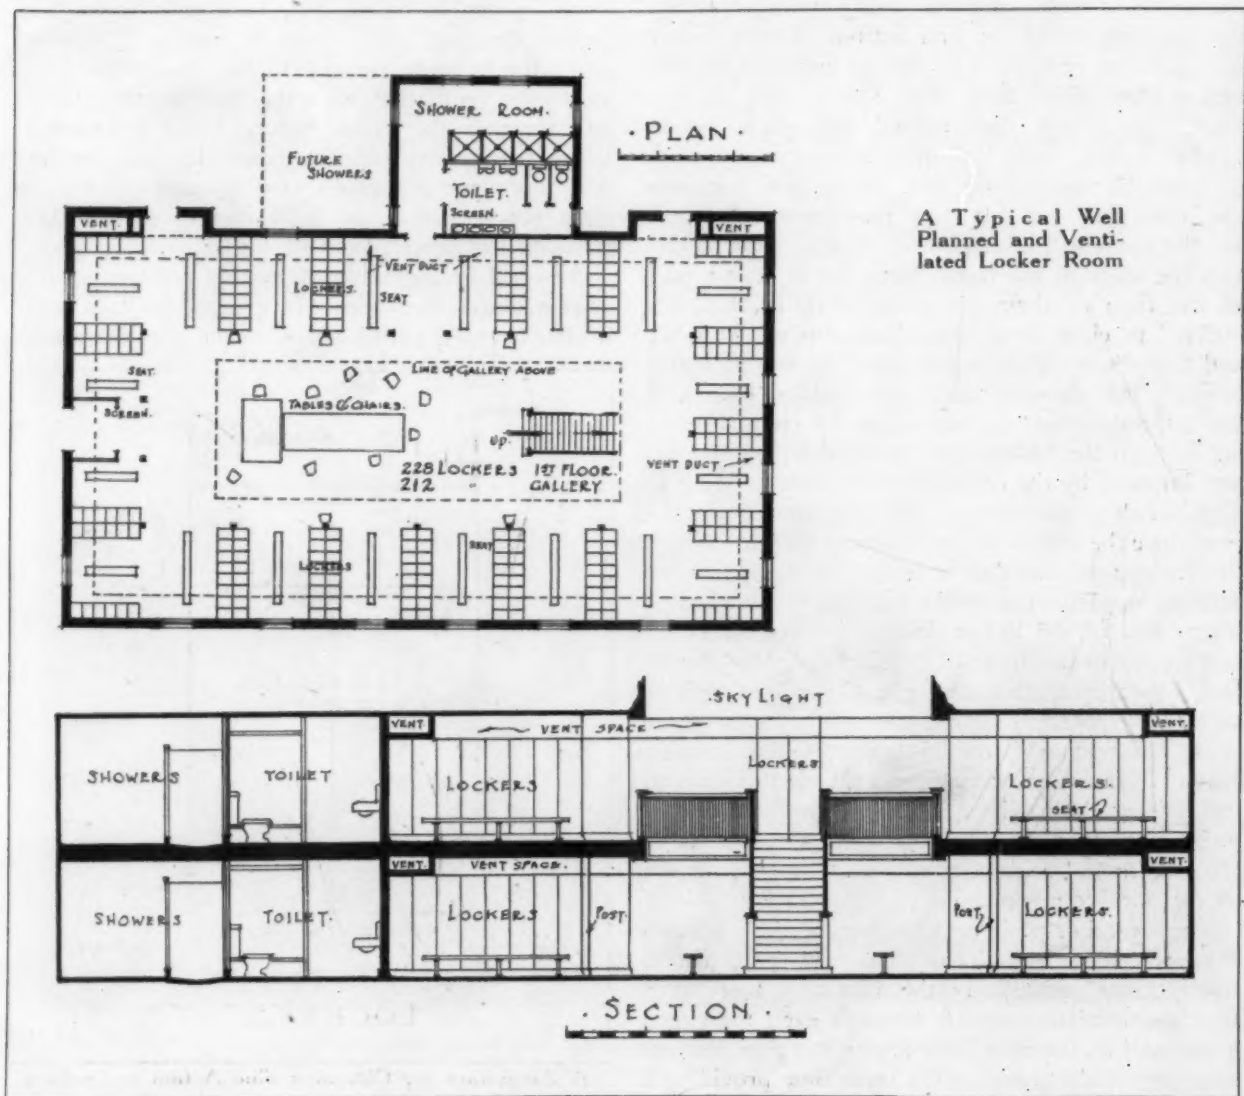 SHOWER ROOM.
· PLAN ·
FUTURE
SHOWERS
TOILET.
SCREEN.
VENT.
VENT
A Typical Well
Planned and Venti-
lated Locker Room
VENT DUCT
LOCKERS.
SEAT
LINE OF GALLERY ABOVE
SEAT.
SCREEN.
TABLES & CHAIRS.
UP.
228 LOCKERS 1ST FLOOR.
212 GALLERY
VENT DUCT
SEAT
LOCKERS
SKYLIGHT
VENT.
VENT SPACE
VENT.
SHOWERS
TOILET
LOCKERS
LOCKERS
LOCKERS.
SEAT
VENT.
VENT SPACE.
VENT.
SHOWERS
TOILET.
LOCKERS
POST.
POST.
LOCKERS.
· SECTION ·